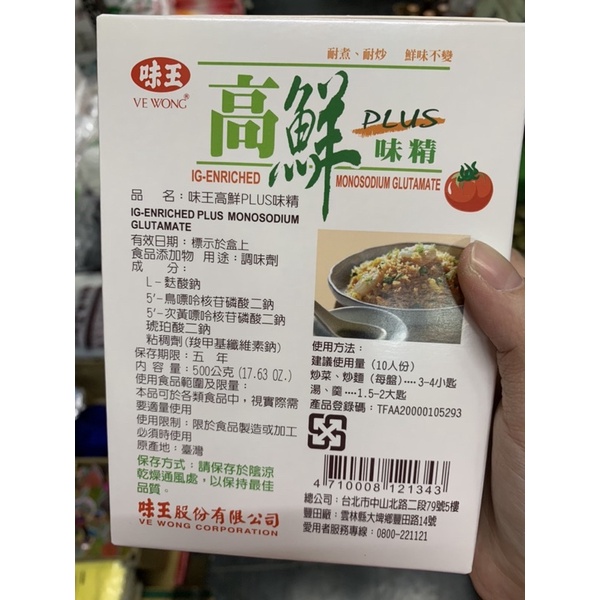 耐煮、耐炒 鮮味不變
味王
VE WONG®
高鮮 PLUS 味精
IG-ENRICHED MONOSODIUM GLUTAMATE
品 名：味王高鮮PLUS味精
IG-ENRICHED PLUS MONOSODIUM
GLUTAMATE
有效日期：標示於盒上
食品添加物 用途：調味劑
成 分：
L-麩酸鈉
5'-鳥嘌呤核苷磷酸二鈉
5'-次黃嘌呤核苷磷酸二鈉
琥珀酸二鈉
粘稠劑(羧甲基纖維素鈉)
保存期限：五 年
內 容 量：500公克(17.63 OZ.)
使用食品範圍及限量：
本品可於各類食品中，視實際需
要適量使用
使用限制：限於食品製造或加工
必須時使用
原產地：臺灣
保存方式：請保存於陰涼
乾燥通風處，以保持最佳
品質。
味王股份有限公司
VE WONG CORPORATION
使用方法：
建議使用量（10人份）
炒菜、炒麵（每盤）····3-4小匙
湯、羹····1.5-2大匙
產品登錄碼：TFAA20000105293
4710008121343
總公司：台北市中山北路二段79號5樓
豐田廠：雲林縣大埤鄉豐田路14號
愛用者服務專線：0800-221121